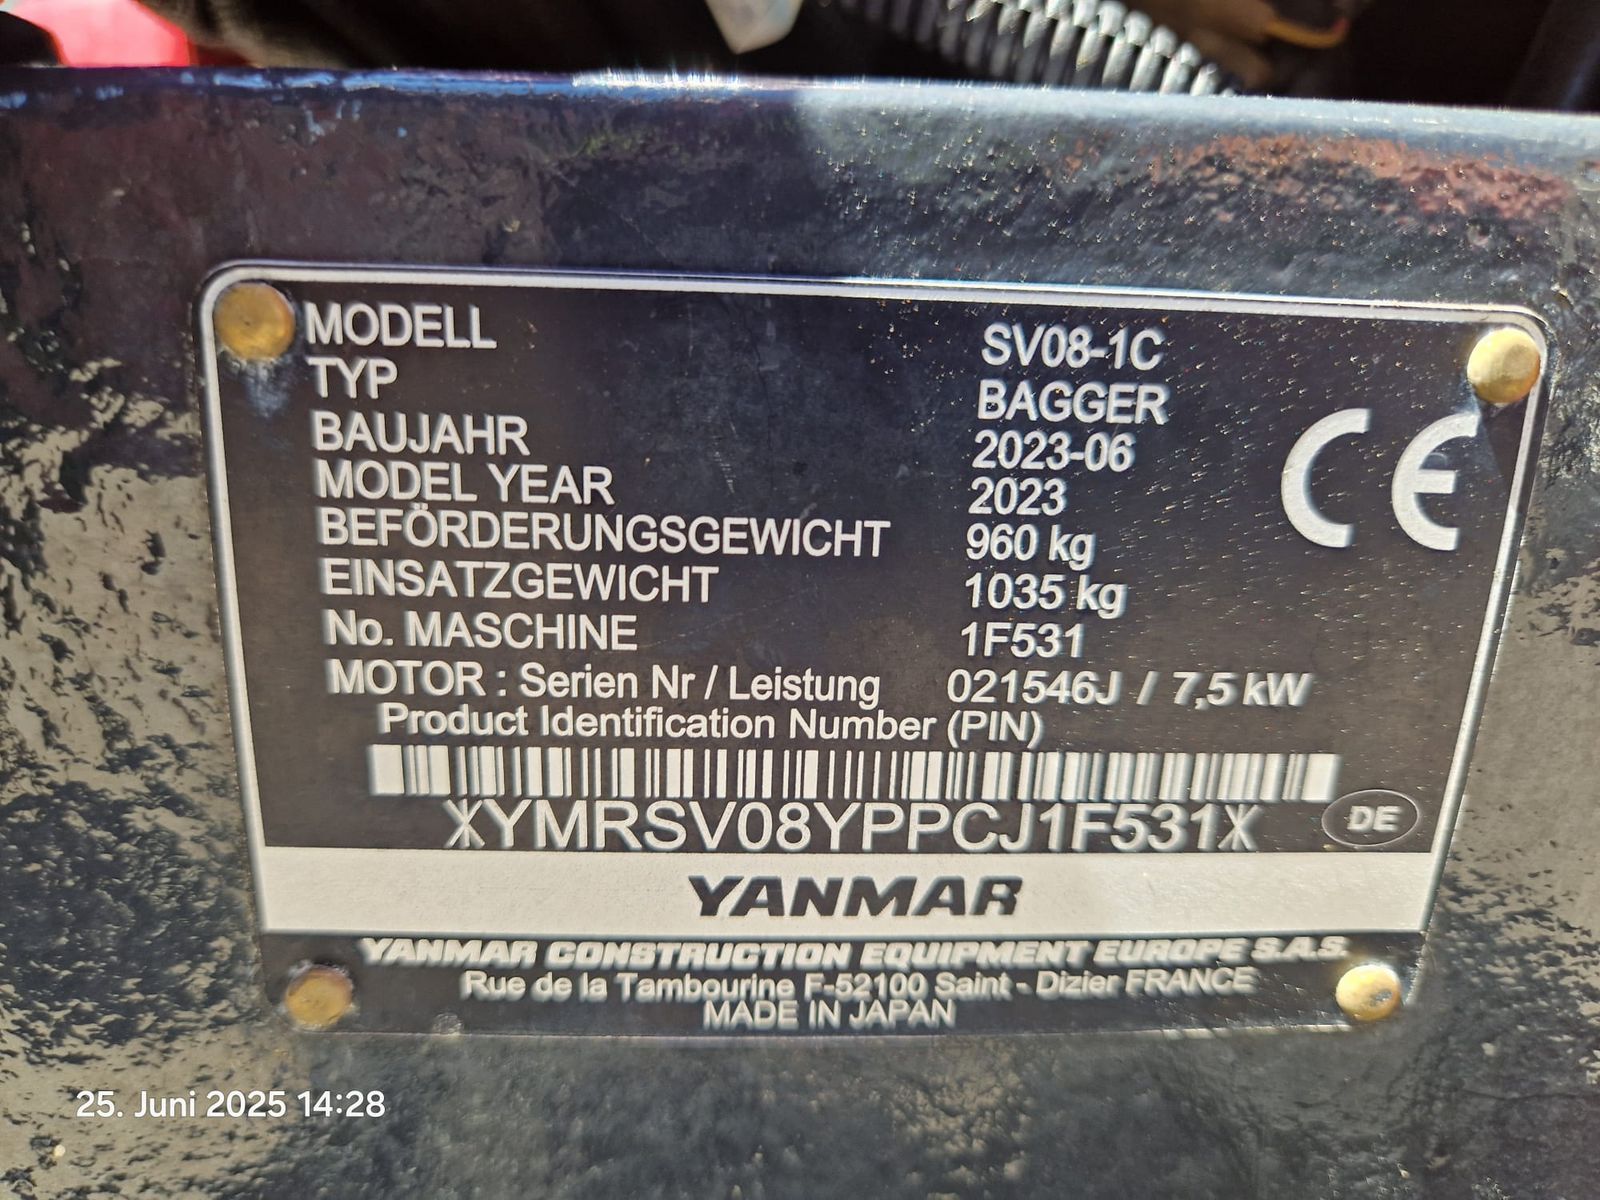 MODELL SV08-1C
TYP BAGGER
BAUJAHR 2023-06
MODEL YEAR 2023
BEFÖRDERUNGSGEWICHT 960 kg
EINSATZGEWICHT 1035 kg
No. MASCHINE 1F531
MOTOR : Serien Nr / Leistung 021546J / 7,5 kW
CE
Product Identification Number (PIN)
YMRSV08YPPCJ1F531
DE
YANMAR
YANMAR CONSTRUCTION EQUIPMENT EUROPE S.A.S.
Rue de la Tambourine F-52100 Saint - Dizier FRANCE
MADE IN JAPAN
25. Juni 2025 14:28